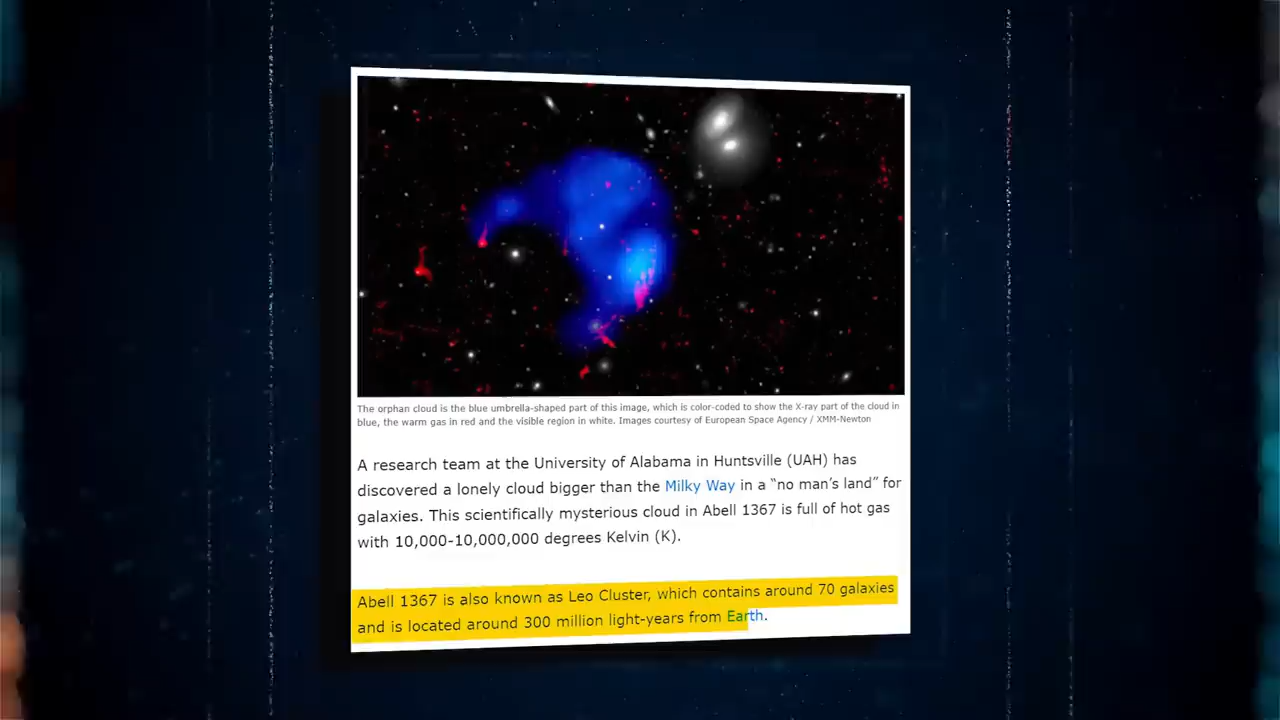 The orphan cloud is the blue umbrella-shaped part of this image, which is color-coded to show the X-ray part of the cloud in
blue, the warm gas in red and the visible region in white. Images courtesy of European Space Agency / XMM-Newton
A research team at the University of Alabama in Huntsville (UAH) has
discovered a lonely cloud bigger than the Milky Way in a “no man’s land” for
galaxies. This scientifically mysterious cloud in Abell 1367 is full of hot gas
with 10,000-10,000,000 degrees Kelvin (K).
Abell 1367 is also known as Leo Cluster, which contains around 70 galaxies
and is located around 300 million light-years from Earth.